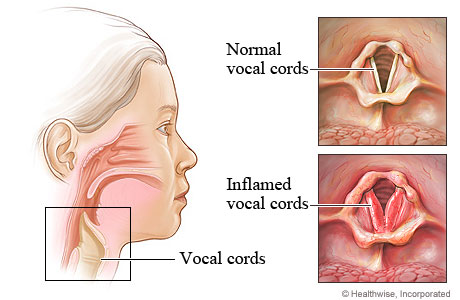 Normal
vocal cords
Inflamed
vocal cords
Vocal cords
© Healthwise, Incorporated